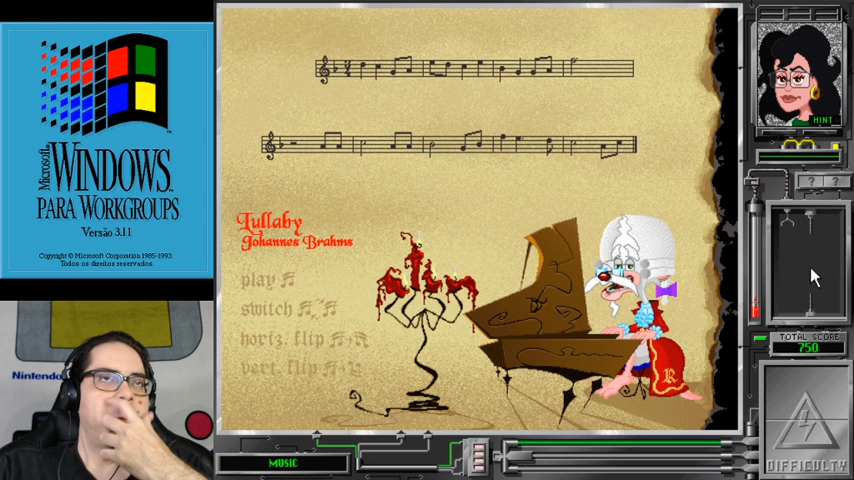 Microsoft®
WINDOWS™
PARA WORKGROUPS
Versão 3.11
Copyright © Microsoft Corporation 1985-1993.
Todos os direitos reservados.
Nintendo
Lullaby
Johannes Brahms
play
switch
horiz. flip
vert. flip
R
MUSIC
HINT
? ?
TOTAL SCORE
750
DIFFICULTY